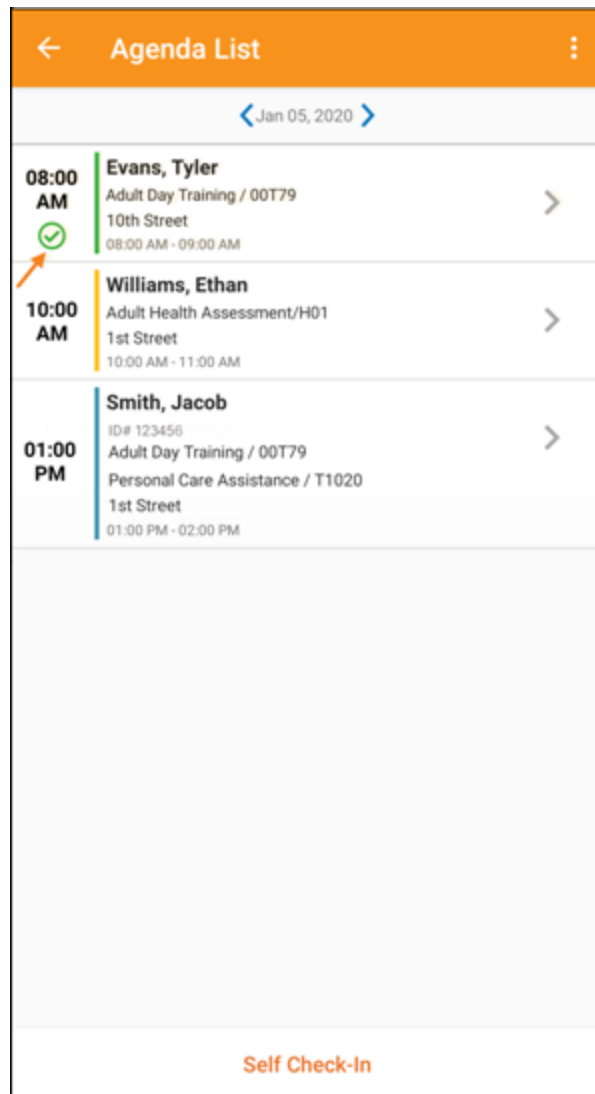 Agenda List
Jan 05, 2020
08:00
AM
Evans, Tyler
Adult Day Training / 00T79
10th Street
08:00 AM - 09:00 AM
10:00
AM
Williams, Ethan
Adult Health Assessment/H01
1st Street
10:00 AM - 11:00 AM
01:00
PM
Smith, Jacob
ID# 123456
Adult Day Training / 00T79
Personal Care Assistance / T1020
1st Street
01:00 PM - 02:00 PM
Self Check-In